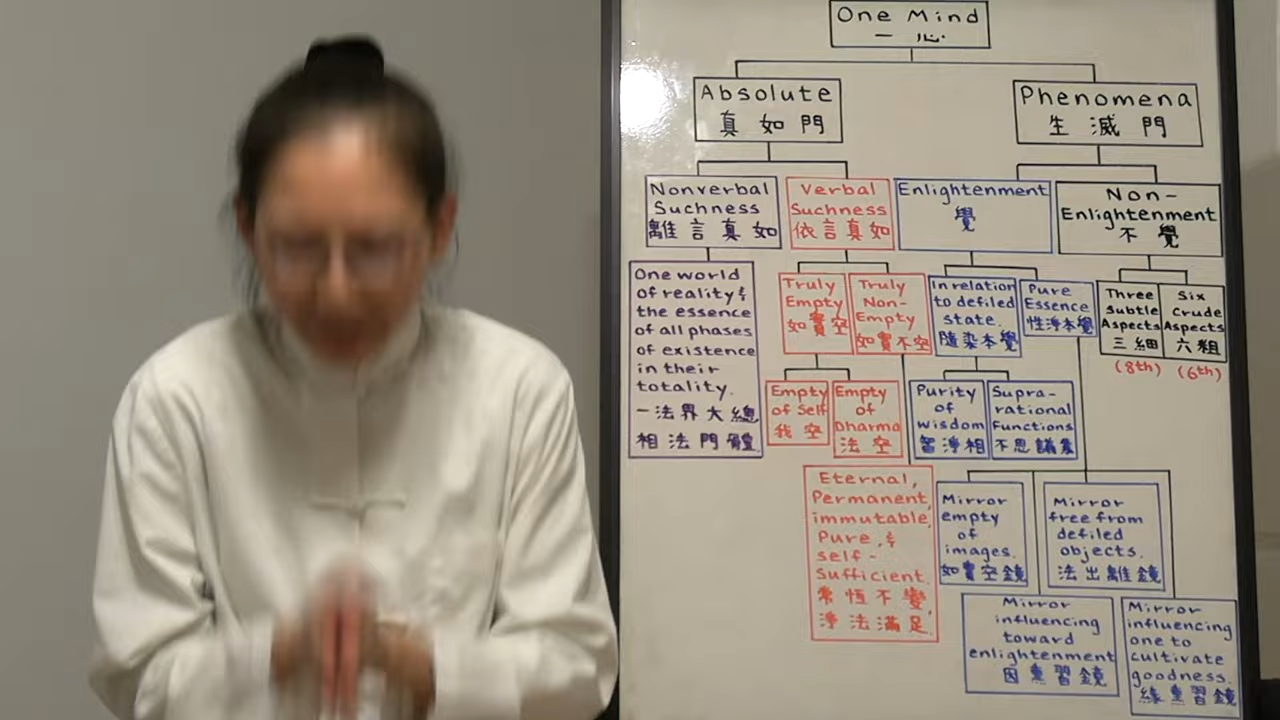 One Mind
一心
Absolute
真如門
Phenomena
生滅門
Nonverbal
Suchness
離言真如
Verbal
Suchness
依言真如
Enlightenment
覺
Non-
Enlightenment
不覺
One world
of reality &
the essence
of all phases
of existence
in their
totality.
一法界大總
相法門體
Truly
Empty
如實空
Truly
Non-
Empty
如實不空
In relation
to defiled
state.
隨染本覺
Pure
Essence
性淨本覺
Three
Subtle
Aspects
三細
(8th)
Six
Crude
Aspects
六粗
(6th)
Empty
of Self
我空
Empty
of
Dharma
法空
Purity
of
wisdom
智淨相
Supra-
rational
Functions
不思議業
Eternal,
Permanent,
immutable,
Pure, &
self-
sufficient.
常恆不變,
淨法滿足.
Mirror
empty
of
images.
如實空鏡
Mirror
free from
defiled
objects.
法出離鏡
Mirror
influencing
toward
enlightenment
因熏習鏡
Mirror
influencing
one to
cultivate
goodness.
緣熏習鏡